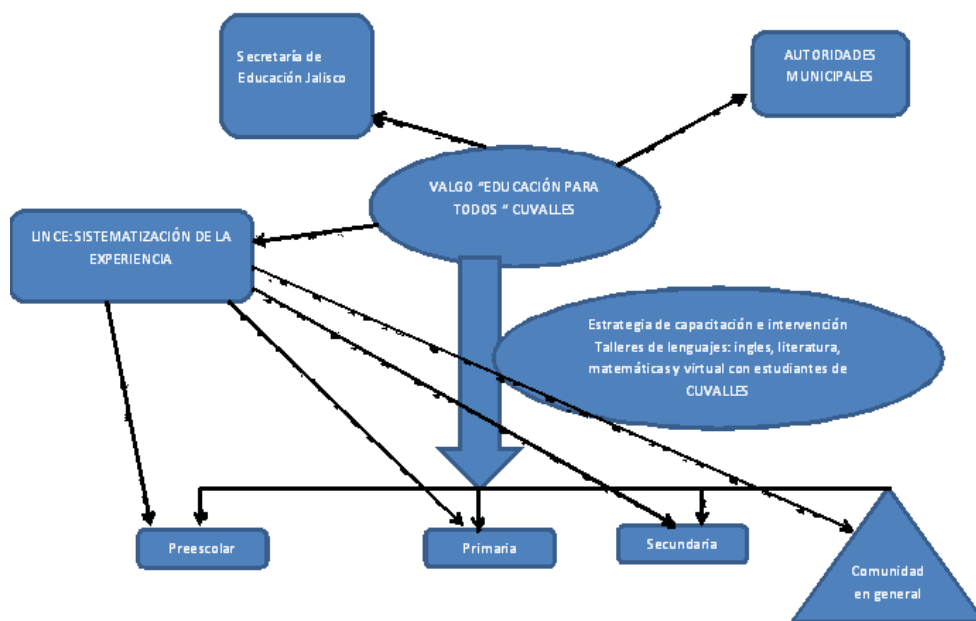 Secretaría de
Educación Jalisco
AUTORIDADES
MUNICIPALES
VALGO “EDUCACIÓN PARA
TODOS “ CUVALLES
LINCE: SISTEMATIZACIÓN DE LA
EXPERIENCIA
Estrategia de capacitación e intervención
Talleres de lenguajes: ingles, literatura,
matemáticas y virtual con estudiantes de
CUVALLES
Preescolar
Primaria
Secundaria
Comunidad
en general